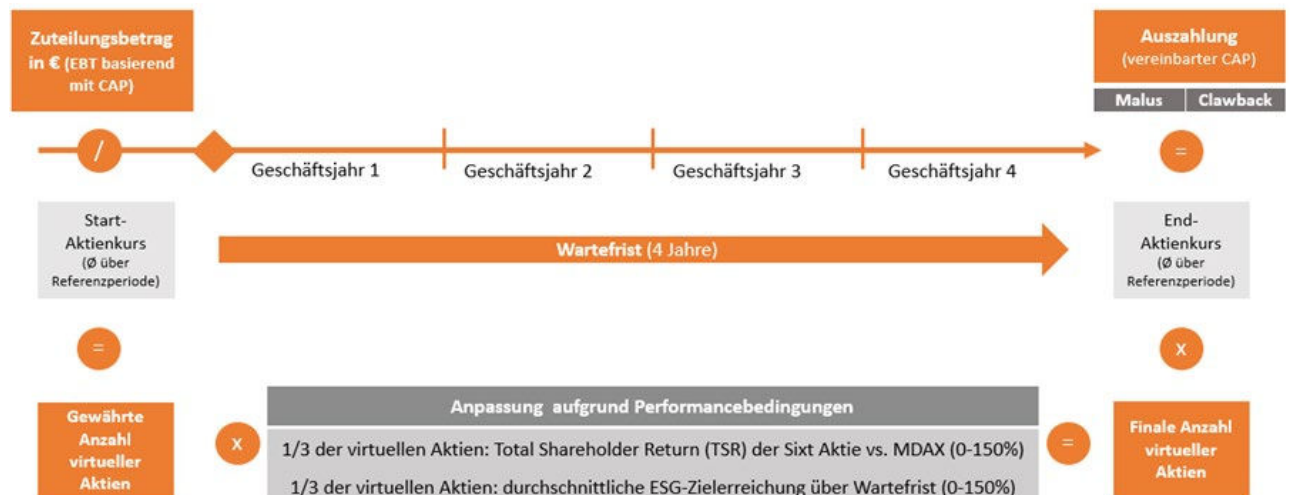 Zuteilungsbetrag
in € (EBT basierend
mit CAP)
Auszahlung
(vereinbarter CAP)
Malus
Clawback
/
=
Geschäftsjahr 1
Geschäftsjahr 2
Geschäftsjahr 3
Geschäftsjahr 4
Start-
Aktienkurs
(Ø über
Referenzperiode)
Wartefrist (4 Jahre)
End-
Aktienkurs
(Ø über
Referenzperiode)
=
x
Gewährte
Anzahl
virtueller
Aktien
x
Anpassung aufgrund Performancebedingungen
1/3 der virtuellen Aktien: Total Shareholder Return (TSR) der Sixt Aktie vs. MDAX (0-150%)
1/3 der virtuellen Aktien: durchschnittliche ESG-Zielerreichung über Wartefrist (0-150%)
=
Finale Anzahl
virtueller
Aktien